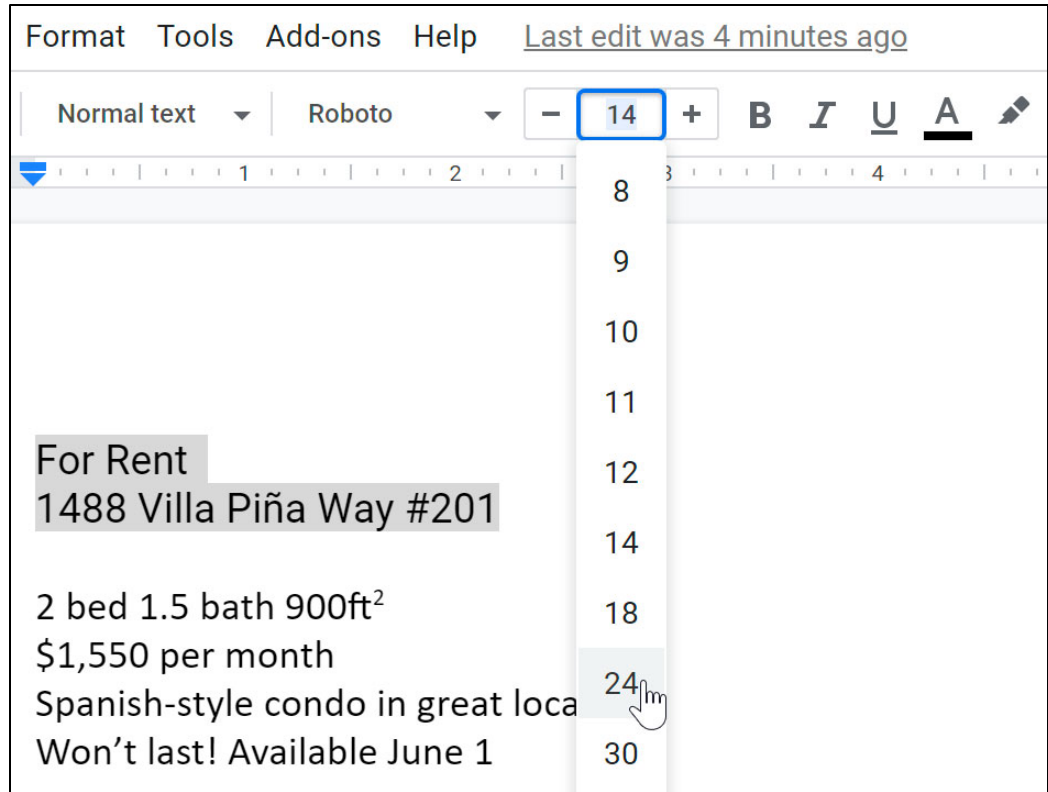 Format Tools Add-ons Help Last edit was 4 minutes ago
Normal text Roboto − 14 + B I U A
1 2 3 4
8
9
10
11
12
14
18
24
30
For Rent
1488 Villa Piña Way #201
2 bed 1.5 bath 900ft²
$1,550 per month
Spanish-style condo in great loca
Won’t last! Available June 1